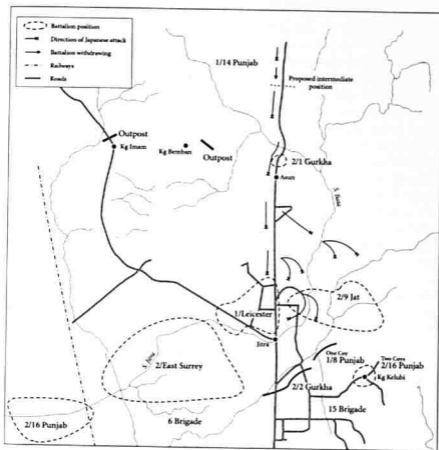 Battalion position
Direction of Japanese attack
Battalion withdrawing
Railways
Roads
1/14 Punjab
Proposed intermediate
position
Outpost
Kg Imam
Kg Bemban
Outpost
2/1 Gurkha
Asun
S. Bata
2/9 Jat
1/Leicester
Jitra
S. Jitra
2/East Surrey
One Coy
1/8 Punjab
Two Coys
2/16 Punjab
Kg Kelubi
2/2 Gurkha
15 Brigade
2/16 Punjab
6 Brigade